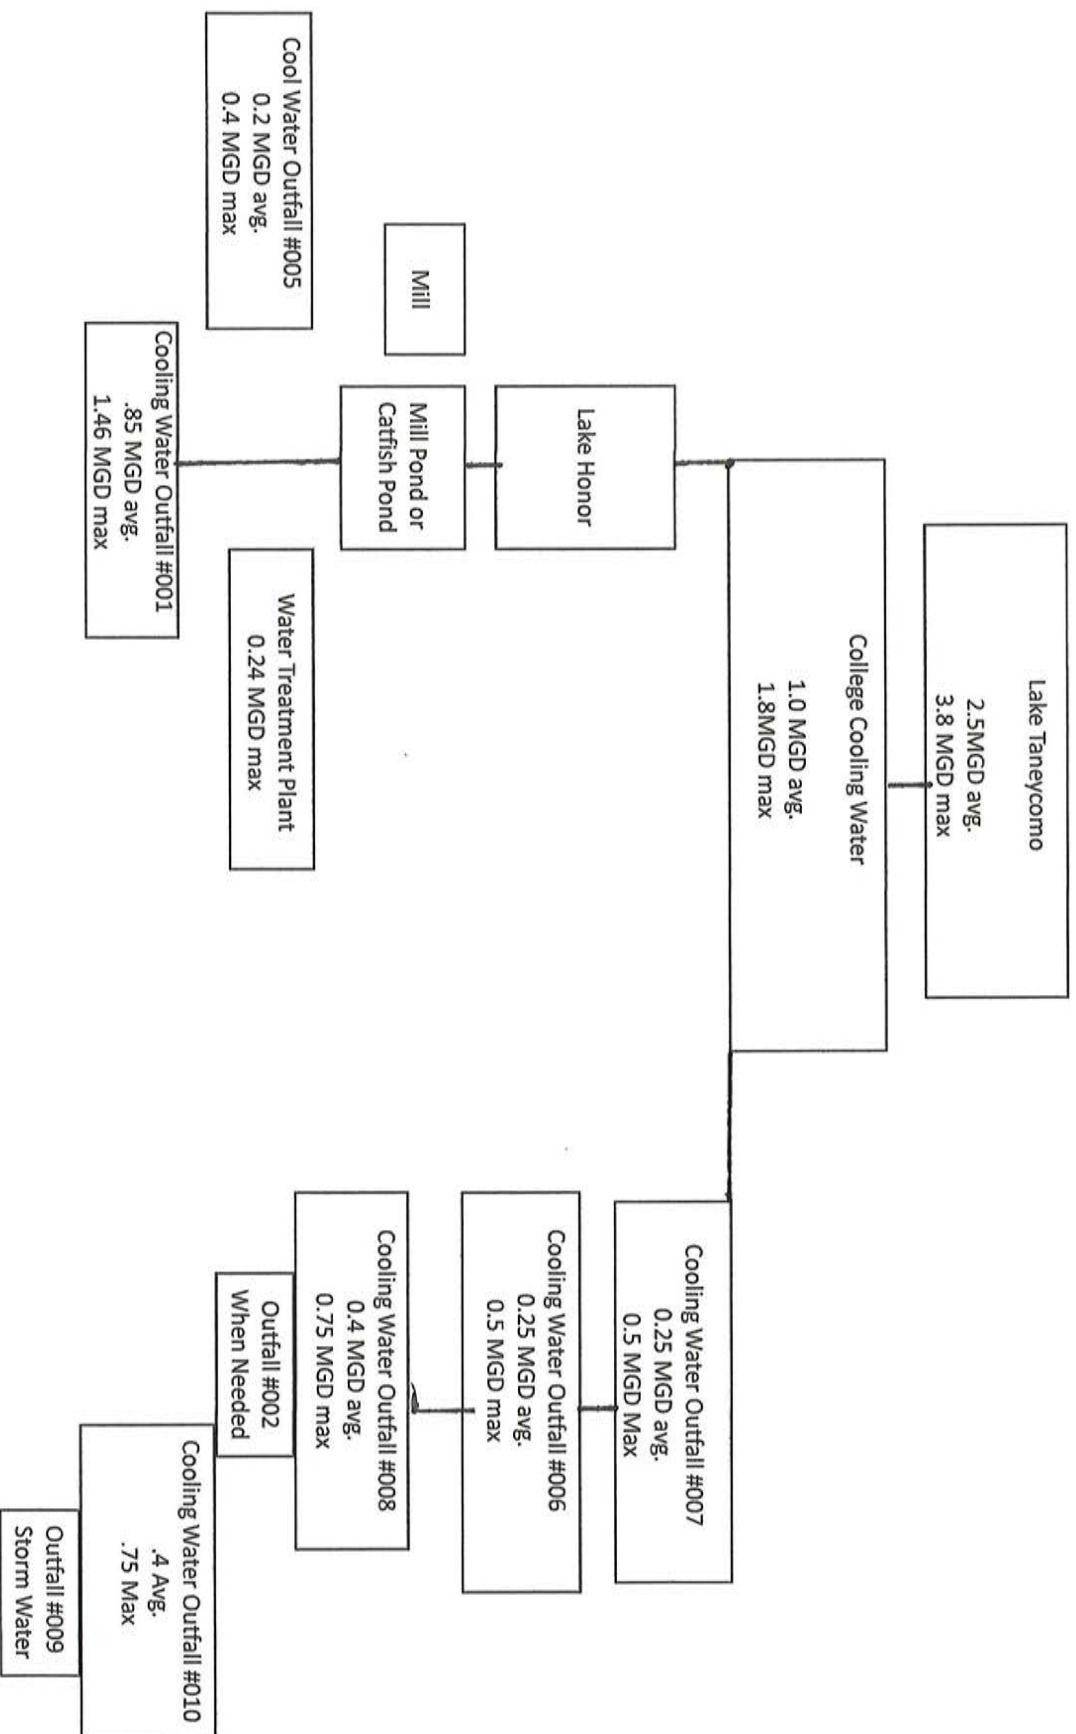 Lake Taneycomo
2.5MGD avg.
3.8 MGD max
College Cooling Water
1.0 MGD avg.
1.8MGD max
Lake Honor
Mill
Mill Pond or
Catfish Pond
Cool Water Outfall #005
0.2 MGD avg.
0.4 MGD max
Water Treatment Plant
0.24 MGD max
Cooling Water Outfall #001
.85 MGD avg.
1.46 MGD max
Cooling Water Outfall #007
0.25 MGD avg.
0.5 MGD Max
Cooling Water Outfall #006
0.25 MGD avg.
0.5 MGD max
Cooling Water Outfall #008
0.4 MGD avg.
0.75 MGD max
Outfall #002
When Needed
Cooling Water Outfall #010
.4 Avg.
.75 Max
Outfall #009
Storm Water